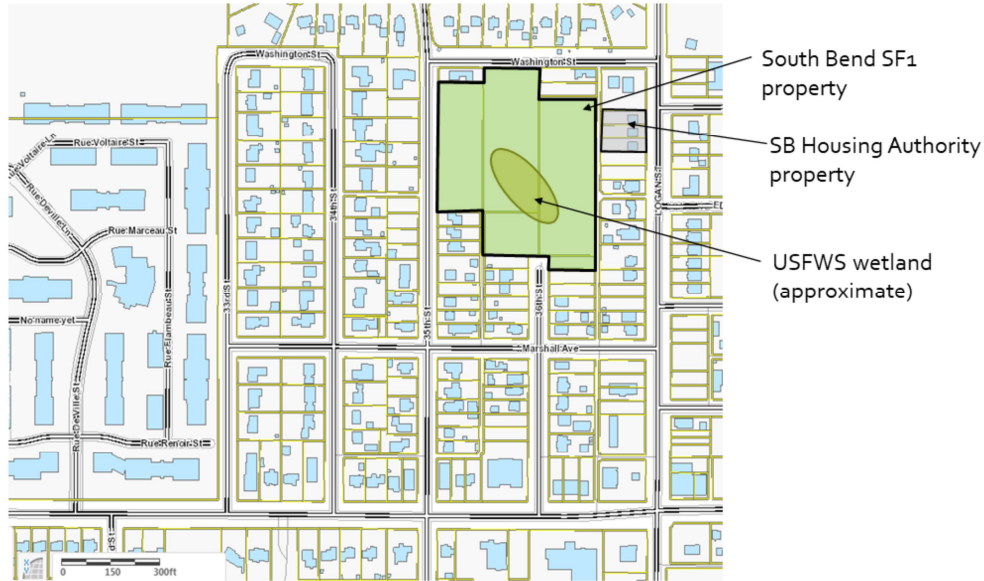 Washington St
Washington St
South Bend SF1
property
SB Housing Authority
property
USFWS wetland
(approximate)
Rue Voltaire St
Rue Deville Ln
Rue Marceau St
34th St
33rd St
35th St
36th St
No name yet
Rue Flambeau St
Marshall Ave
Rue DeVille St
Rue Renoir St
0 150 300ft